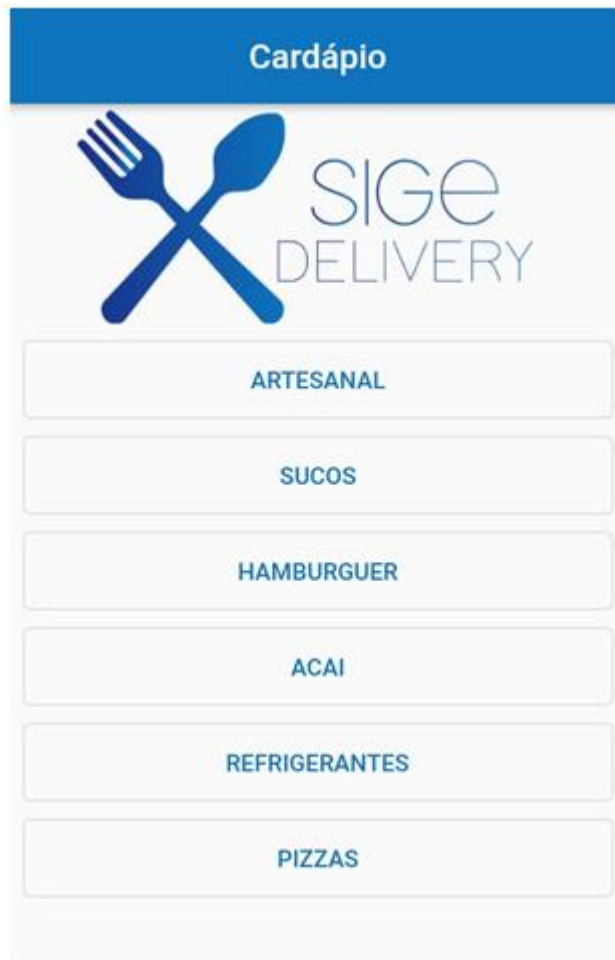 Cardápio
SIGe
DELIVERY
ARTESANAL
SUCOS
HAMBURGUER
ACAI
REFRIGERANTES
PIZZAS